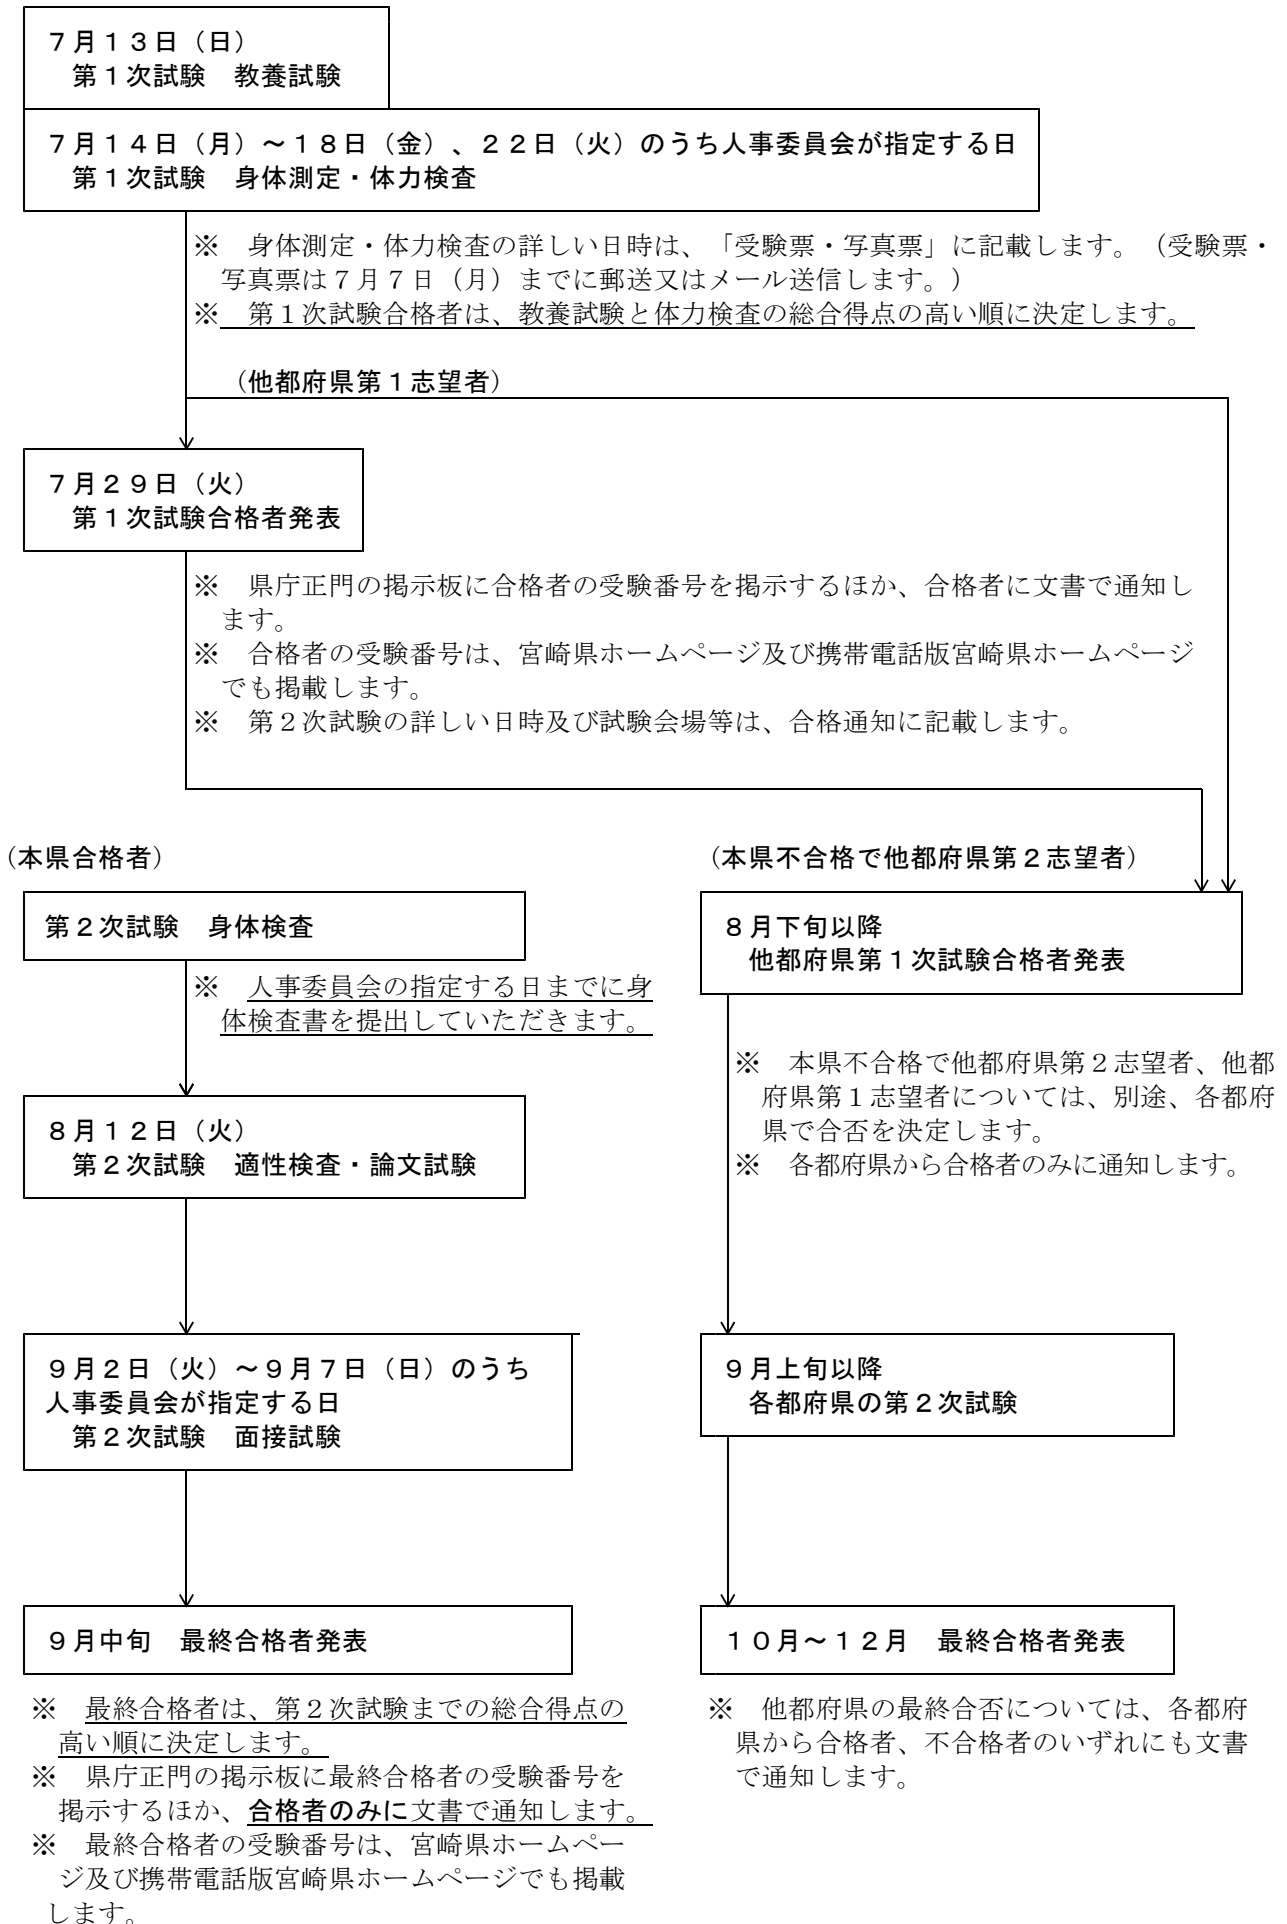 ７月１３日（日）
第１次試験　教養試験
７月１４日（月）～１８日（金）、２２日（火）のうち人事委員会が指定する日
第１次試験　身体測定・体力検査
※　身体測定・体力検査の詳しい日時は、「受験票・写真票」に記載します。（受験票・
写真票は７月７日（月）までに郵送又はメール送信します。）
※　第１次試験合格者は、教養試験と体力検査の総合得点の高い順に決定します。
（他都府県第１志望者）
７月２９日（火）
第１次試験合格者発表
※　県庁正門の掲示板に合格者の受験番号を掲示するほか、合格者に文書で通知し
ます。
※　合格者の受験番号は、宮崎県ホームページ及び携帯電話版宮崎県ホームページ
でも掲載します。
※　第２次試験の詳しい日時及び試験会場等は、合格通知に記載します。
（本県合格者）
第２次試験　身体検査
※　人事委員会の指定する日までに身
体検査書を提出していただきます。
８月１２日（火）
第２次試験　適性検査・論文試験
９月２日（火）～９月７日（日）のうち
人事委員会が指定する日
第２次試験　面接試験
９月中旬　最終合格者発表
※　最終合格者は、第２次試験までの総合得点の
高い順に決定します。
※　県庁正門の掲示板に最終合格者の受験番号を
掲示するほか、合格者のみに文書で通知します。
※　最終合格者の受験番号は、宮崎県ホームペー
ジ及び携帯電話版宮崎県ホームページでも掲載
します。
（本県不合格で他都府県第２志望者）
８月下旬以降
他都府県第１次試験合格者発表
※　本県不合格で他都府県第２志望者、他都
府県第１志望者については、別途、各都府
県で合否を決定します。
※　各都府県から合格者のみに通知します。
９月上旬以降
各都府県の第２次試験
１０月～１２月　最終合格者発表
※　他都府県の最終合否については、各都府
県から合格者、不合格者のいずれにも文書
で通知します。